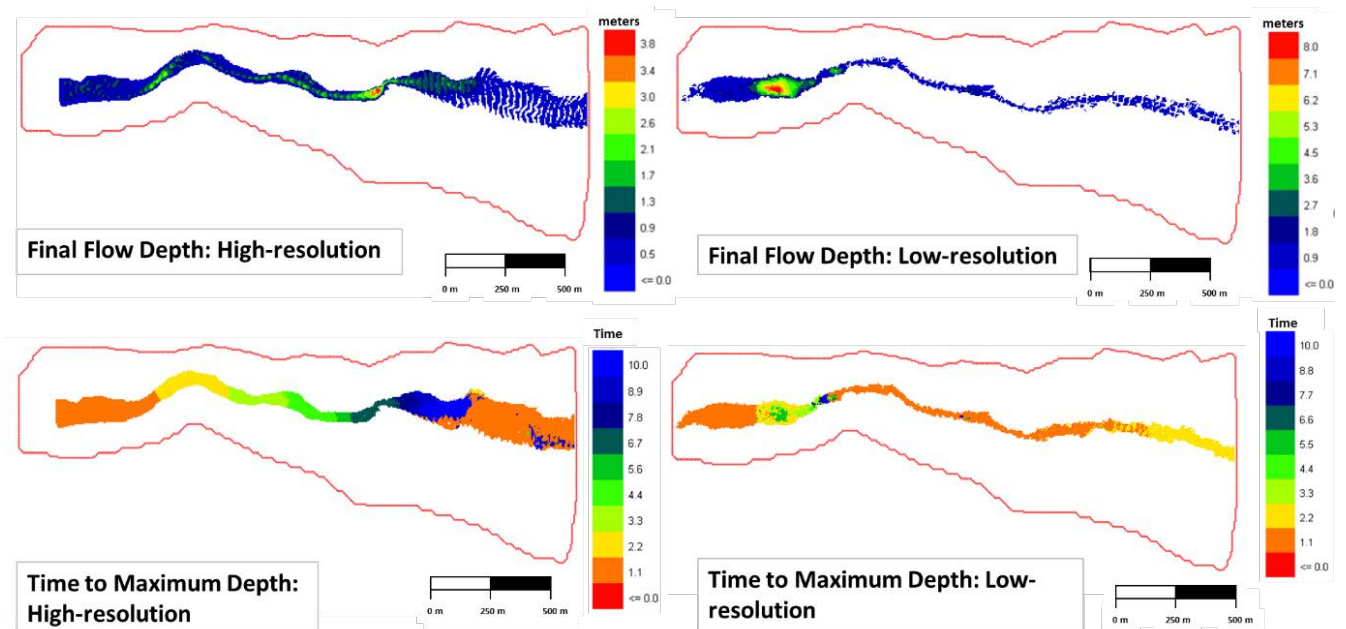 meters
3.8
3.4
3.0
2.6
2.1
1.7
1.3
0.9
0.5
<= 0.0
Final Flow Depth: High-resolution
0 m 250 m 500 m
meters
8.0
7.1
6.2
5.3
4.5
3.6
2.7
1.8
0.9
<= 0.0
Final Flow Depth: Low-resolution
0 m 250 m 500 m
Time
10.0
8.9
7.8
6.7
5.6
4.4
3.3
2.2
1.1
<= 0.0
Time to Maximum Depth:
High-resolution
0 m 250 m 500 m
Time
10.0
8.8
7.7
6.6
5.5
4.4
3.3
2.2
1.1
<= 0.0
Time to Maximum Depth: Low-
resolution
0 m 250 m 500 m